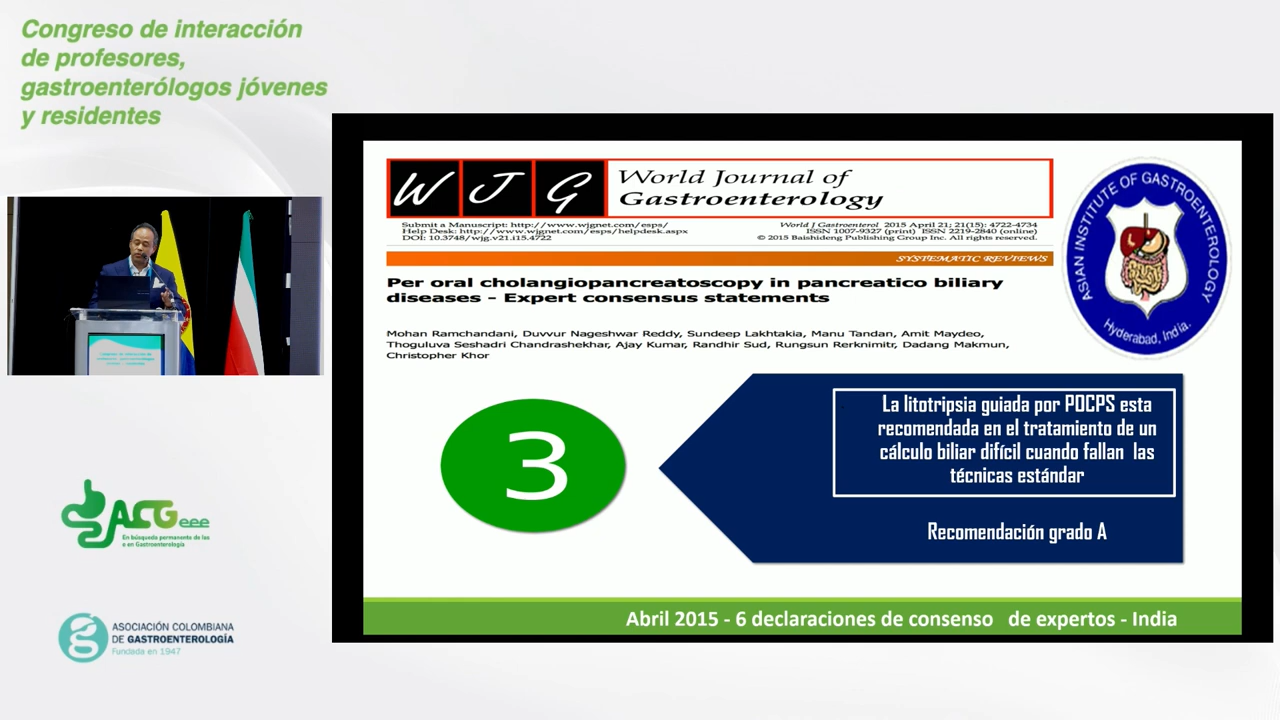 Congreso de interacción
de profesores,
gastroenterólogos jóvenes
y residentes
W J G
World Journal of
Gastroenterology
Submit a Manuscript: http://www.wjgnet.com/esps/
Help Desk: http://www.wjgnet.com/esps/helpdesk.aspx
DOI: 10.3748/wjg.v21.i15.4722
World J Gastroenterol 2015 April 21; 21(15): 4722-4734
ISSN 1007-9327 (print) ISSN 2219-2840 (online)
© 2015 Baishideng Publishing Group Inc. All rights reserved.
SYSTEMATIC REVIEWS
ASIAN INSTITUTE OF GASTROENTEROLOGY
Hyderabad, India.
Per oral cholangiopancreatoscopy in pancreatico biliary
diseases - Expert consensus statements
Mohan Ramchandani, Duvvur Nageshwar Reddy, Sundeep Lakhtakia, Manu Tandan, Amit Maydeo,
Thoguluva Seshadri Chandrashekhar, Ajay Kumar, Randhir Sud, Rungsun Rerknimitr, Dadang Makmun,
Christopher Khor
3
La litotripsia guiada por POCPS esta
recomendada en el tratamiento de un
cálculo biliar difícil cuando fallan las
técnicas estándar
Recomendación grado A
Abril 2015 - 6 declaraciones de consenso de expertos - India
ACGeee
En búsqueda permanente de las
e en Gastroenterología
ASOCIACIÓN COLOMBIANA
DE GASTROENTEROLOGÍA
Fundada en 1947